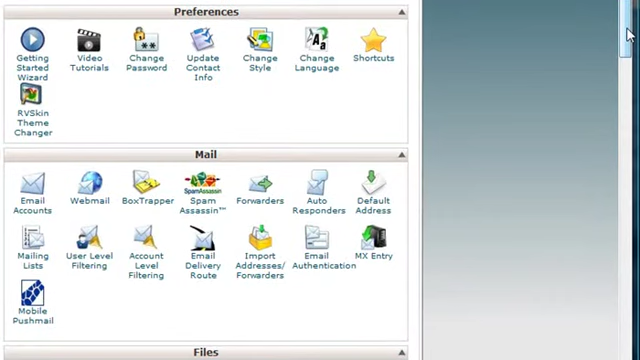 Preferences
Getting Started Wizard
Video Tutorials
Change Password
Update Contact Info
Change Style
Change Language
Shortcuts
RVSkin Theme Changer
Mail
Email Accounts
Webmail
BoxTrapper
SpamAssassin
Spam Assassin™
Forwarders
Auto Responders
Default Address
Mailing Lists
User Level Filtering
Account Level Filtering
Email Delivery Route
Import Addresses/ Forwarders
Email Authentication
MX Entry
Mobile Pushmail
Files